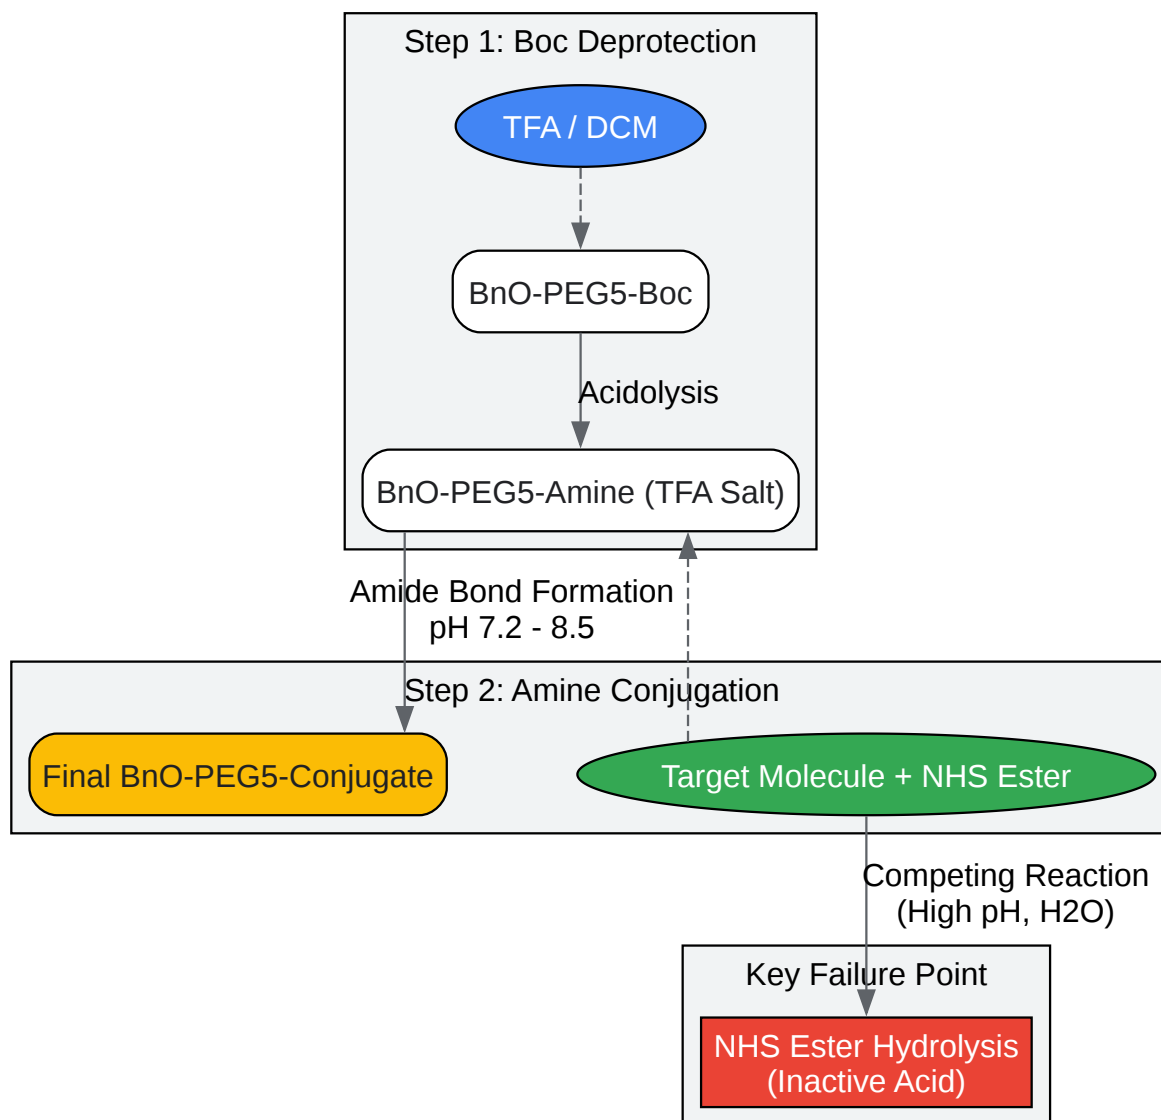 Step 1: Boc Deprotection
TFA / DCM
BnO-PEG5-Boc
Acidolysis
BnO-PEG5-Amine (TFA Salt)
Amide Bond Formation
pH 7.2 - 8.5
Step 2: Amine Conjugation
Final BnO-PEG5-Conjugate
Target Molecule + NHS Ester
Competing Reaction
(High pH, H2O)
Key Failure Point
NHS Ester Hydrolysis
(Inactive Acid)